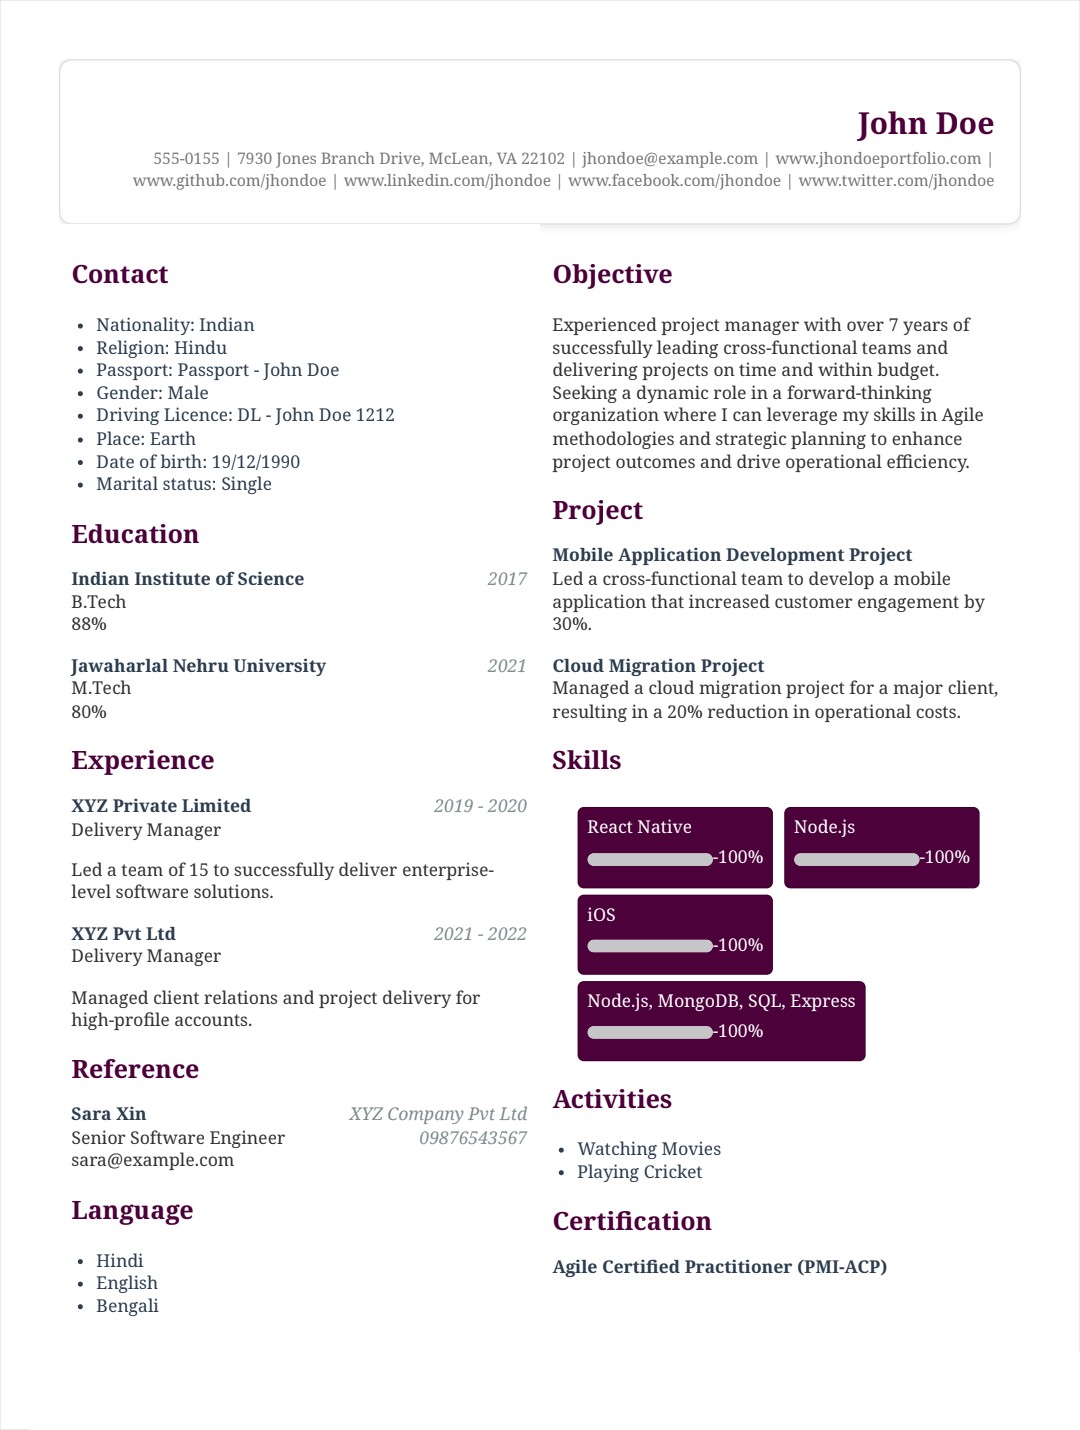 John Doe
555-0155 | 7930 Jones Branch Drive, McLean, VA 22102 | jhondoe@example.com | www.jhondoeportfolio.com |
www.github.com/jhondoe | www.linkedin.com/jhondoe | www.facebook.com/jhondoe | www.twitter.com/jhondoe
Contact
• Nationality: Indian
• Religion: Hindu
• Passport: Passport - John Doe
• Gender: Male
• Driving Licence: DL - John Doe 1212
• Place: Earth
• Date of birth: 19/12/1990
• Marital status: Single
Education
Indian Institute of Science 2017
B.Tech
88%
Jawaharlal Nehru University 2021
M.Tech
80%
Experience
XYZ Private Limited 2019 - 2020
Delivery Manager
Led a team of 15 to successfully deliver enterprise-
level software solutions.
XYZ Pvt Ltd 2021 - 2022
Delivery Manager
Managed client relations and project delivery for
high-profile accounts.
Reference
Sara Xin XYZ Company Pvt Ltd
Senior Software Engineer 09876543567
sara@example.com
Language
• Hindi
• English
• Bengali
Objective
Experienced project manager with over 7 years of
successfully leading cross-functional teams and
delivering projects on time and within budget.
Seeking a dynamic role in a forward-thinking
organization where I can leverage my skills in Agile
methodologies and strategic planning to enhance
project outcomes and drive operational efficiency.
Project
Mobile Application Development Project
Led a cross-functional team to develop a mobile
application that increased customer engagement by
30%.
Cloud Migration Project
Managed a cloud migration project for a major client,
resulting in a 20% reduction in operational costs.
Skills
React Native
-100%
Node.js
-100%
iOS
-100%
Node.js, MongoDB, SQL, Express
-100%
Activities
• Watching Movies
• Playing Cricket
Certification
Agile Certified Practitioner (PMI-ACP)